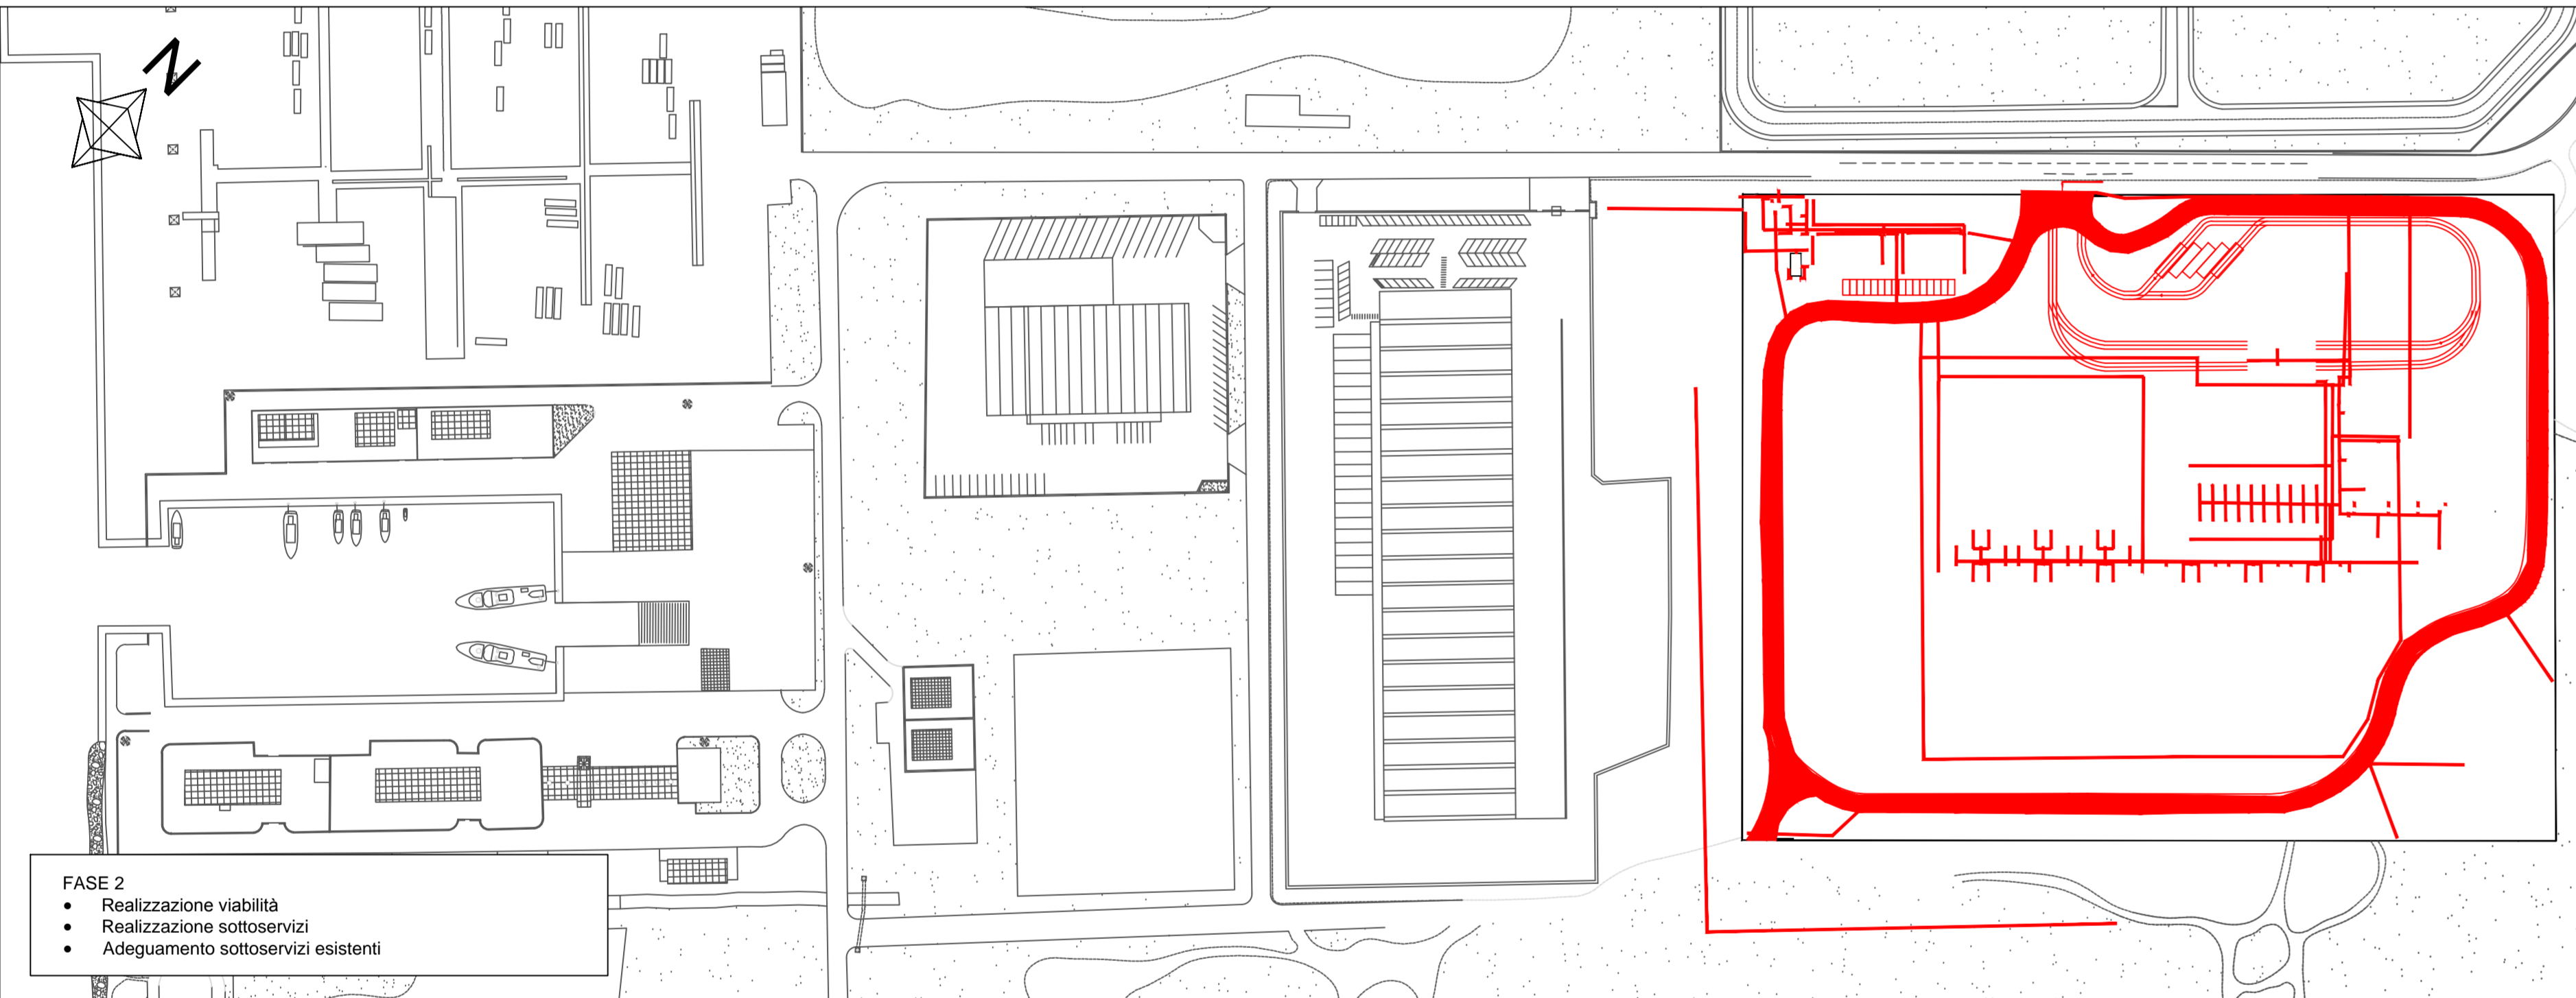 N
FASE 2
• Realizzazione viabilità
• Realizzazione sottoservizi
• Adeguamento sottoservizi esistenti